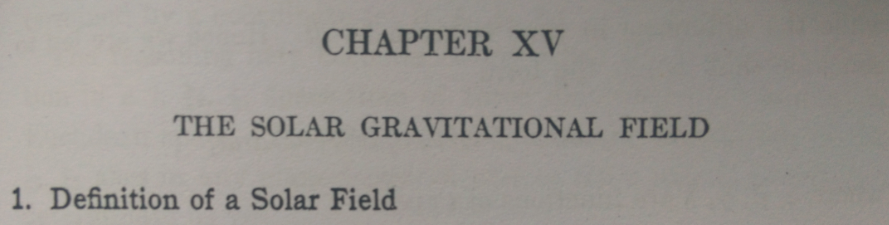 CHAPTER XV
THE SOLAR GRAVITATIONAL FIELD
1. Definition of a Solar Field